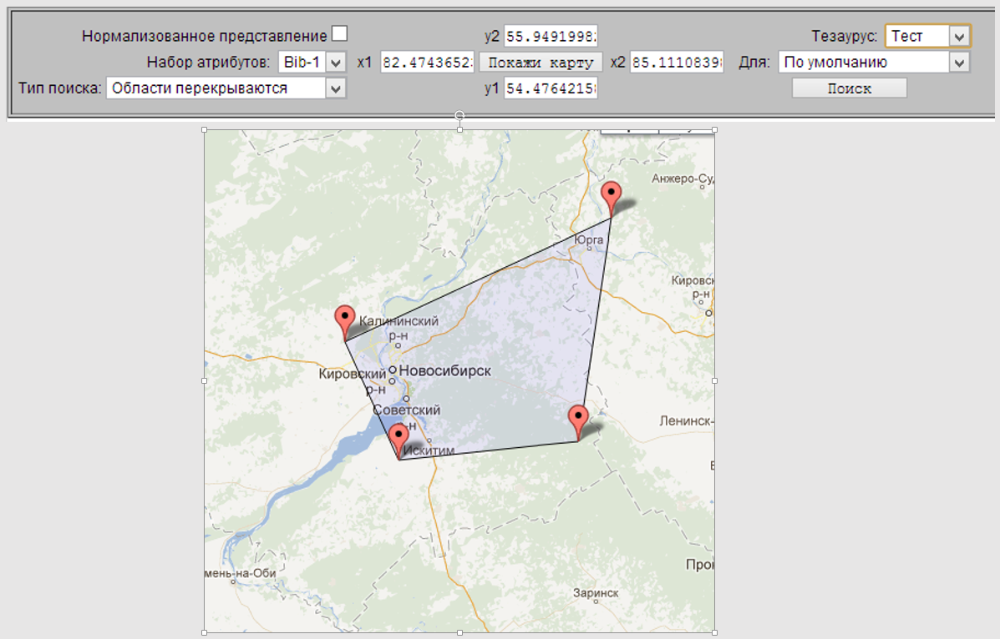 Нормализованное представление y2 55.9491998 Тезаурус: Тест
Набор атрибутов: Bib-1 x1 82.4743652 Покажи карту x2 85.1110839 Для: По умолчанию
Тип поиска: Области перекрываются y1 54.4764215 Поиск
Анжеро-Су
Юрга
Кировск
р-н
Калининский
р-н
Новосибирск
Кировский
р-н
Советский
р-н
Ленинск-
Искитим
мень-на-Оби
Заринск